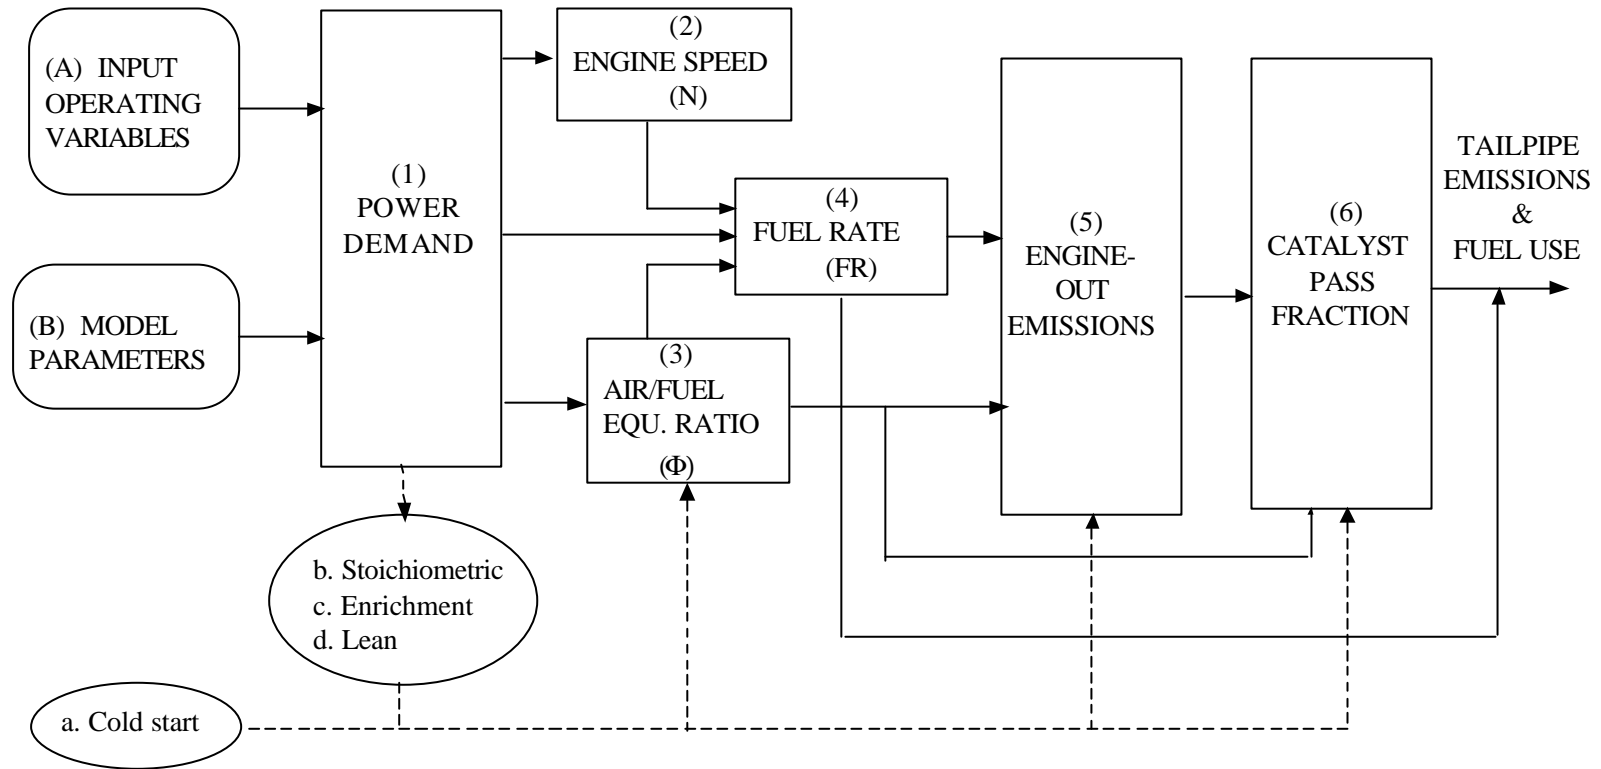 (A) INPUT
OPERATING
VARIABLES
(B) MODEL
PARAMETERS
(1)
POWER
DEMAND
(2)
ENGINE SPEED
(N)
(3)
AIR/FUEL
EQU. RATIO
(Φ)
(4)
FUEL RATE
(FR)
(5)
ENGINE-
OUT
EMISSIONS
(6)
CATALYST
PASS
FRACTION
TAILPIPE
EMISSIONS
&
FUEL USE
b. Stoichiometric
c. Enrichment
d. Lean
a. Cold start